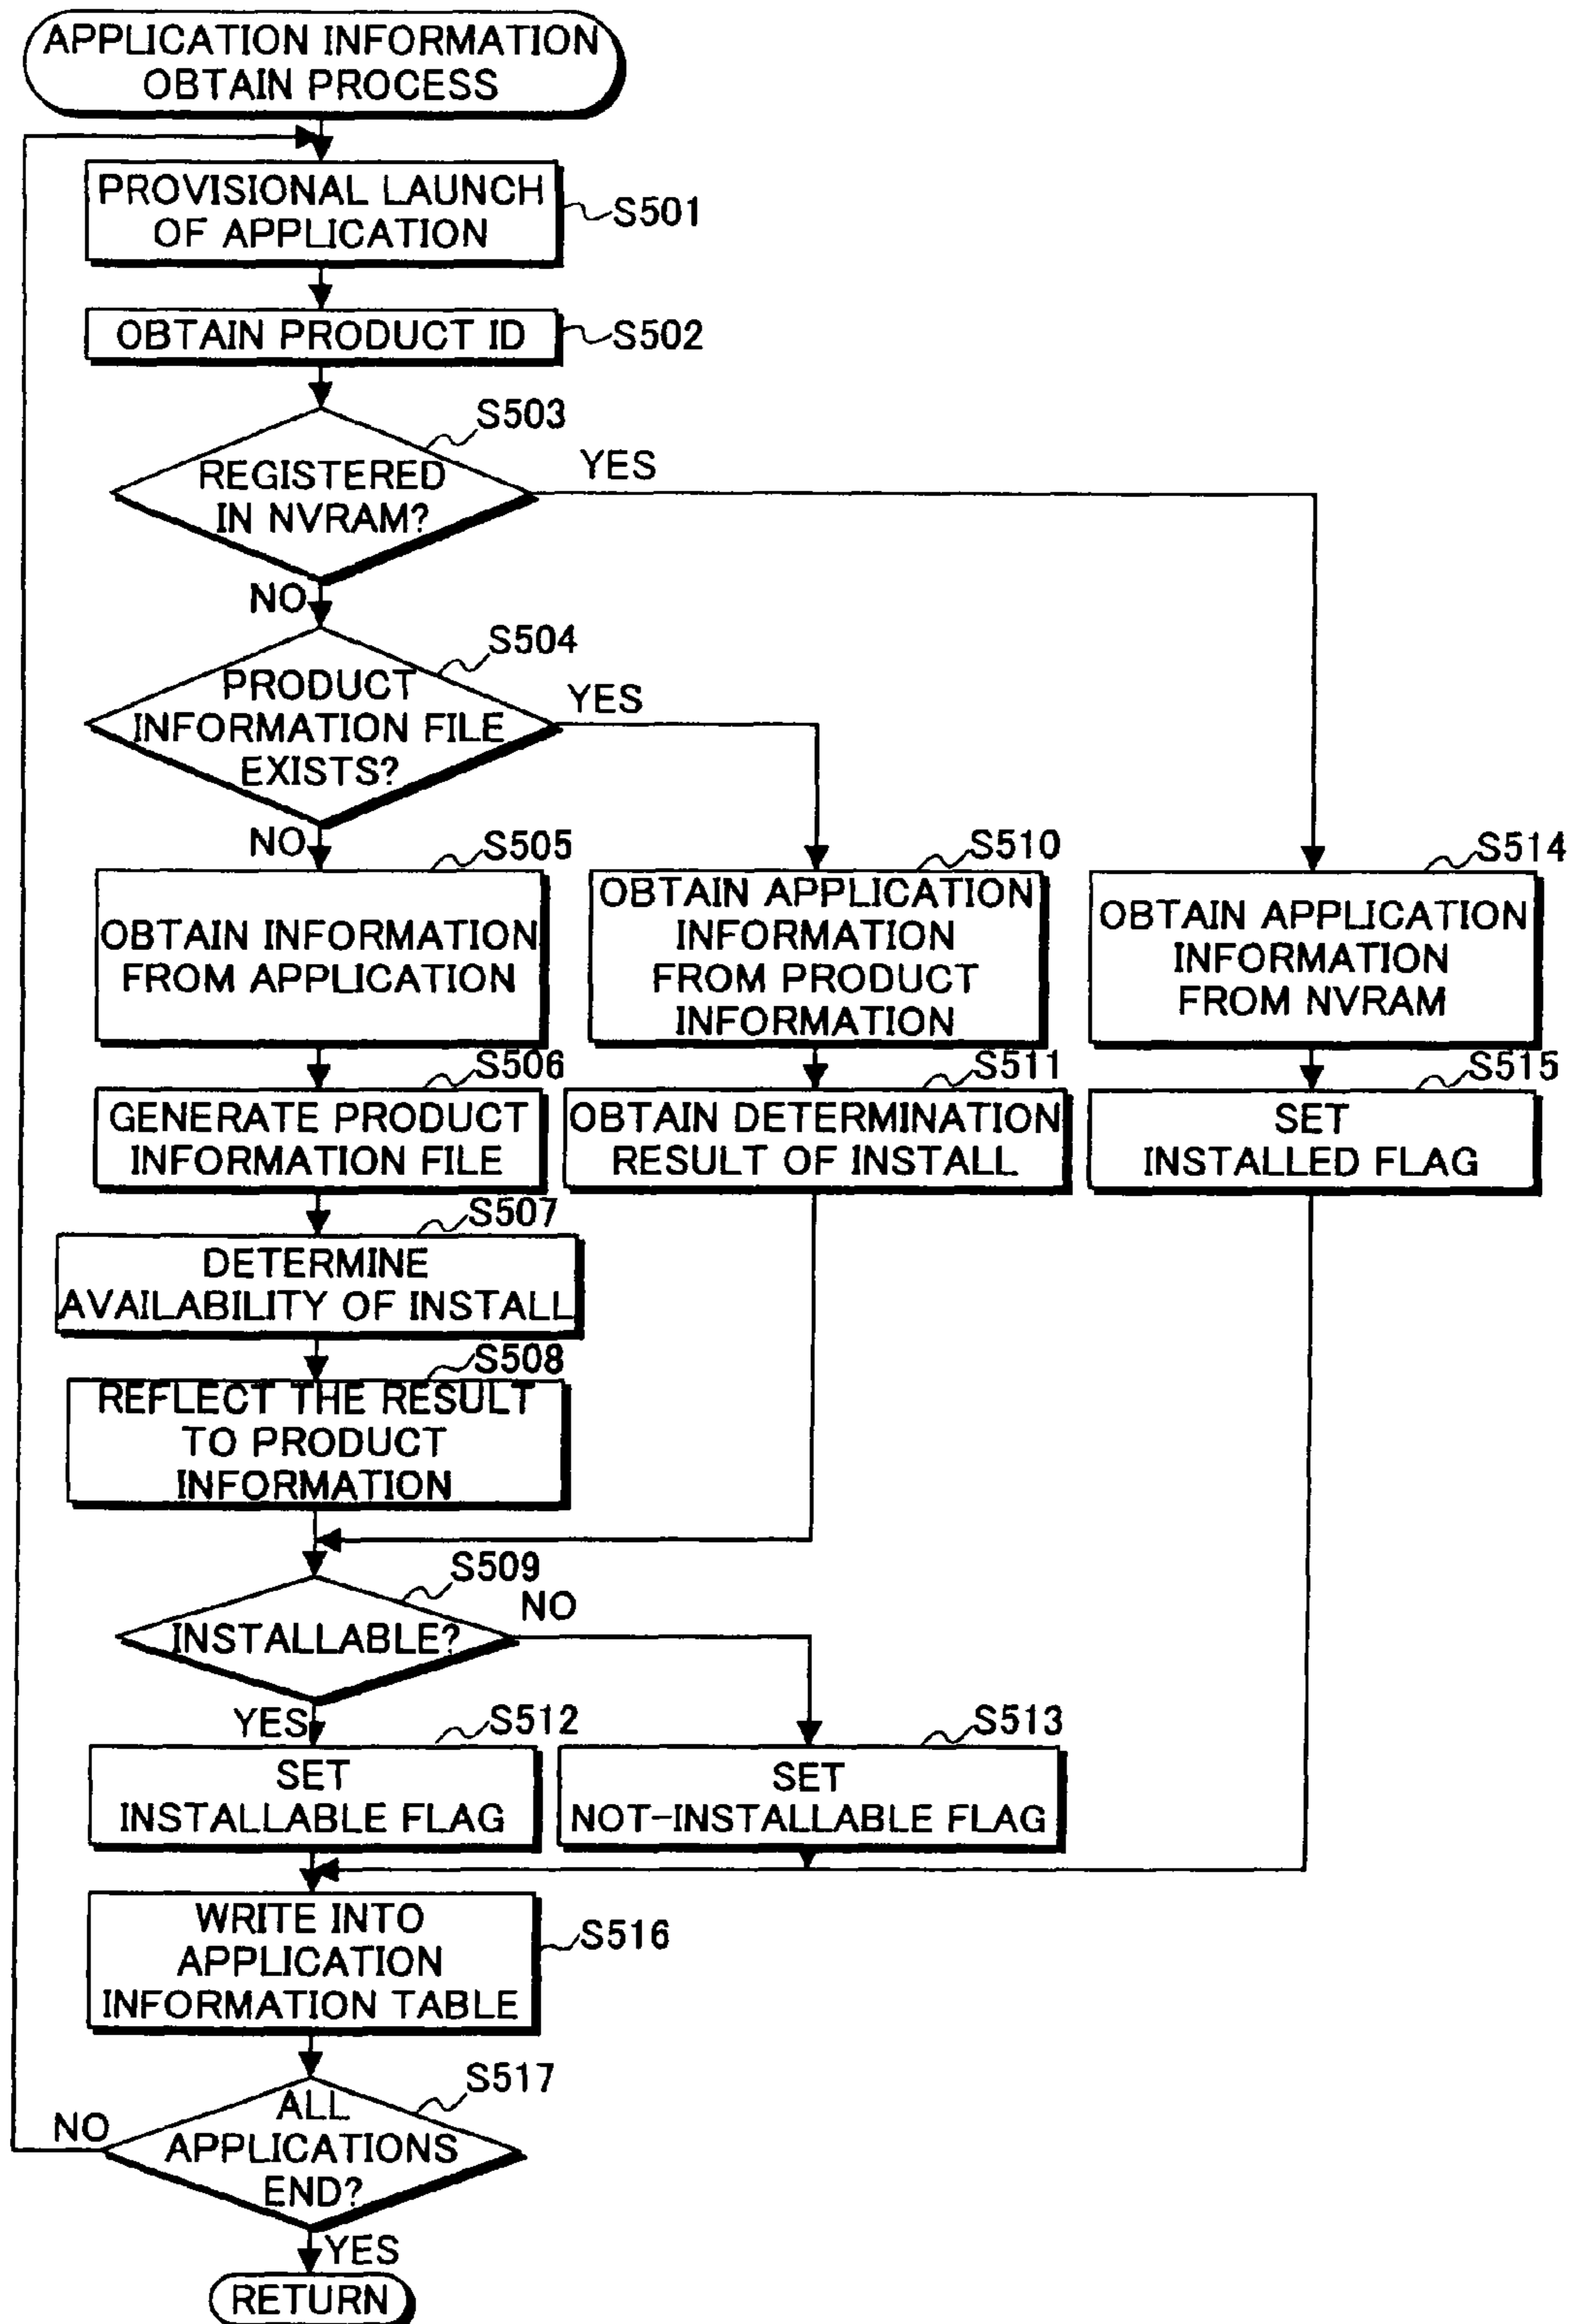 APPLICATION INFORMATION
OBTAIN PROCESS
PROVISIONAL LAUNCH
OF APPLICATION
S501
OBTAIN PRODUCT ID
S502
S503
REGISTERED
IN NVRAM?
YES
NO
S504
PRODUCT
INFORMATION FILE
EXISTS?
YES
NO
S505
OBTAIN INFORMATION
FROM APPLICATION
S510
OBTAIN APPLICATION
INFORMATION
FROM PRODUCT
INFORMATION
S514
OBTAIN APPLICATION
INFORMATION
FROM NVRAM
S506
GENERATE PRODUCT
INFORMATION FILE
S511
OBTAIN DETERMINATION
RESULT OF INSTALL
S515
SET
INSTALLED FLAG
S507
DETERMINE
AVAILABILITY OF INSTALL
S508
REFLECT THE RESULT
TO PRODUCT
INFORMATION
S509
INSTALLABLE?
NO
YES
S512
SET
INSTALLABLE FLAG
S513
SET
NOT-INSTALLABLE FLAG
WRITE INTO
APPLICATION
INFORMATION TABLE
S516
S517
ALL
APPLICATIONS
END?
NO
YES
RETURN